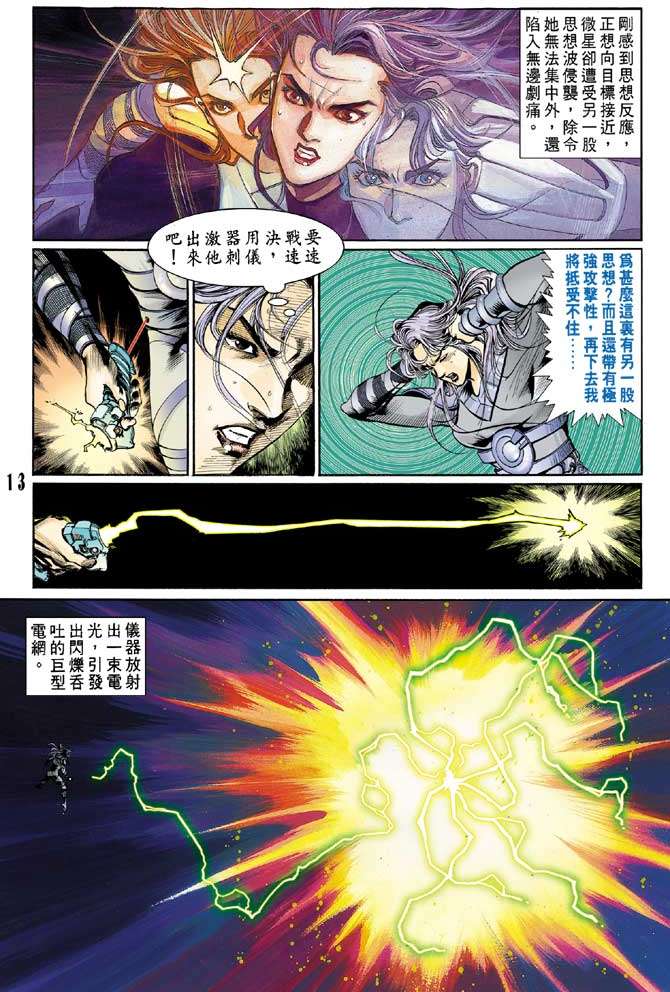 剛感到思想反應，
正想向目標接近，
微星卻遭受另一股
思想波侵襲，除令
她無法集中外，還
陷入無邊劇痛。
要速
戰速
決，
用儀
器刺
激他
出來
吧
爲甚麼這裏有另一股
思想？而且還帶有極
強攻擊性，再下去我
將抵受不住……
13
儀器放射
出一束電
光，引發
出閃爍吞
吐的巨型
電網。